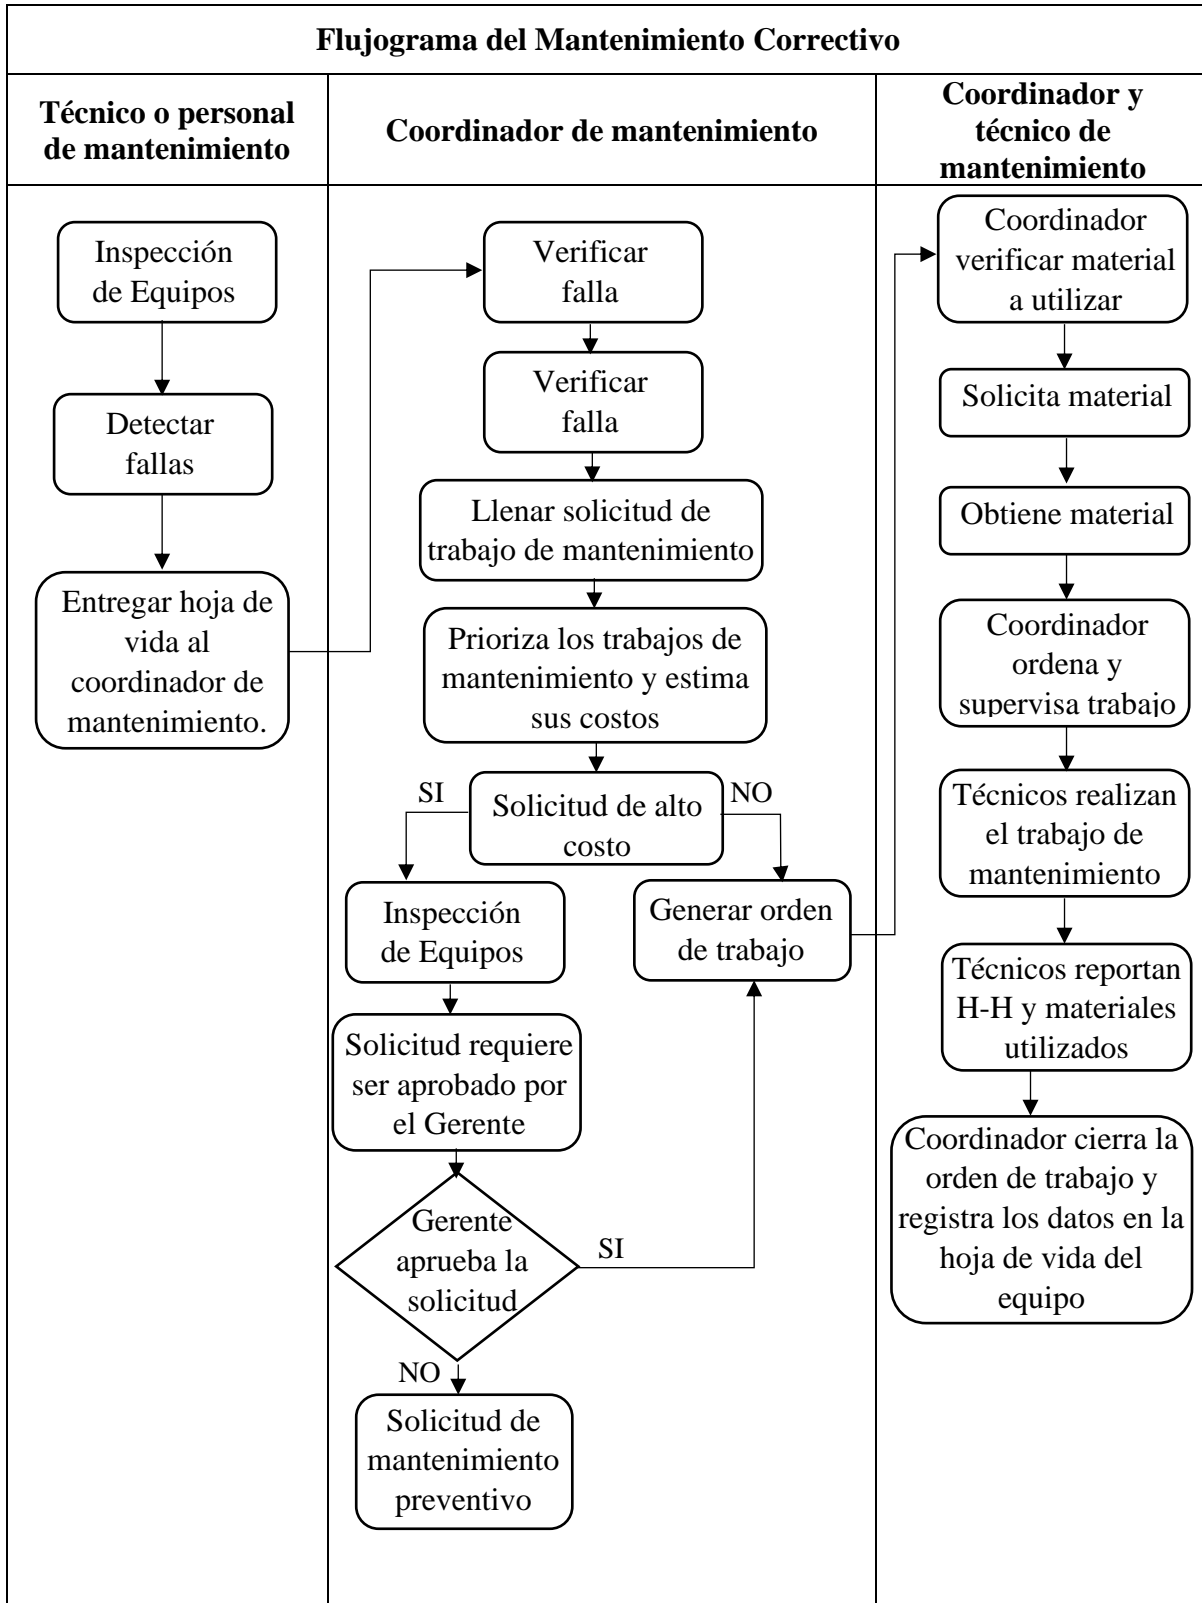 Flujograma del Mantenimiento Correctivo
Técnico o personal
de mantenimiento
Coordinador de mantenimiento
Coordinador y
técnico de
mantenimiento
Inspección
de Equipos
Detectar
fallas
Entregar hoja de
vida al
coordinador de
mantenimiento.
Verificar
falla
Verificar
falla
Llenar solicitud de
trabajo de mantenimiento
Prioriza los trabajos de
mantenimiento y estima
sus costos
SI
Solicitud de alto
costo
NO
Inspección
de Equipos
Generar orden
de trabajo
Solicitud requiere
ser aprobado por
el Gerente
Gerente
aprueba la
solicitud
SI
NO
Solicitud de
mantenimiento
preventivo
Coordinador
verificar material
a utilizar
Solicita material
Obtiene material
Coordinador
ordena y
supervisa trabajo
Técnicos realizan
el trabajo de
mantenimiento
Técnicos reportan
H-H y materiales
utilizados
Coordinador cierra la
orden de trabajo y
registra los datos en la
hoja de vida del
equipo